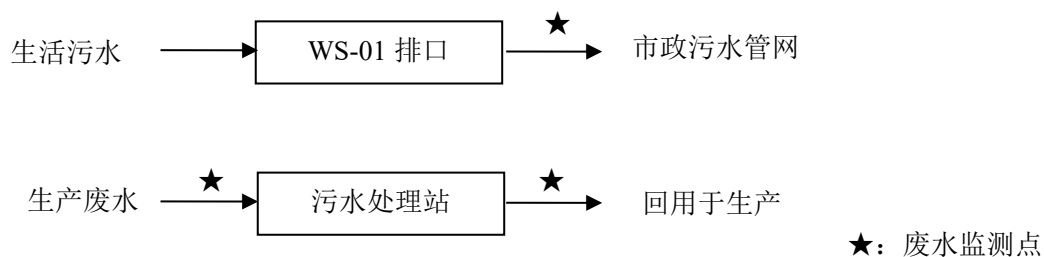 ★
生活污水 WS-01 排口 市政污水管网
★ ★
生产废水 污水处理站 回用于生产
★：废水监测点